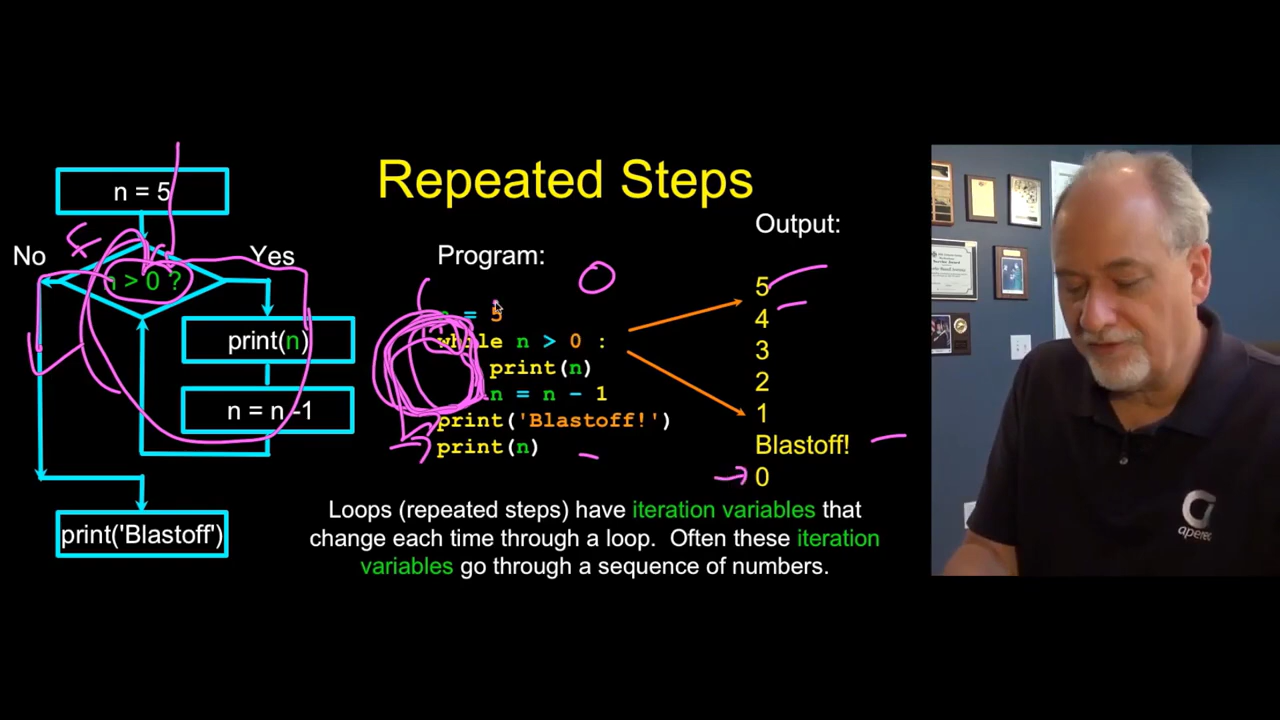 Repeated Steps
n = 5
No
Yes
n > 0 ?
print(n)
n = n -1
print('Blastoff')
Program:
n = 5
while n > 0 :
print(n)
n = n - 1
print('Blastoff!')
print(n)
Output:
5
4
3
2
1
Blastoff!
0
Loops (repeated steps) have iteration variables that
change each time through a loop. Often these iteration
variables go through a sequence of numbers.
apereo